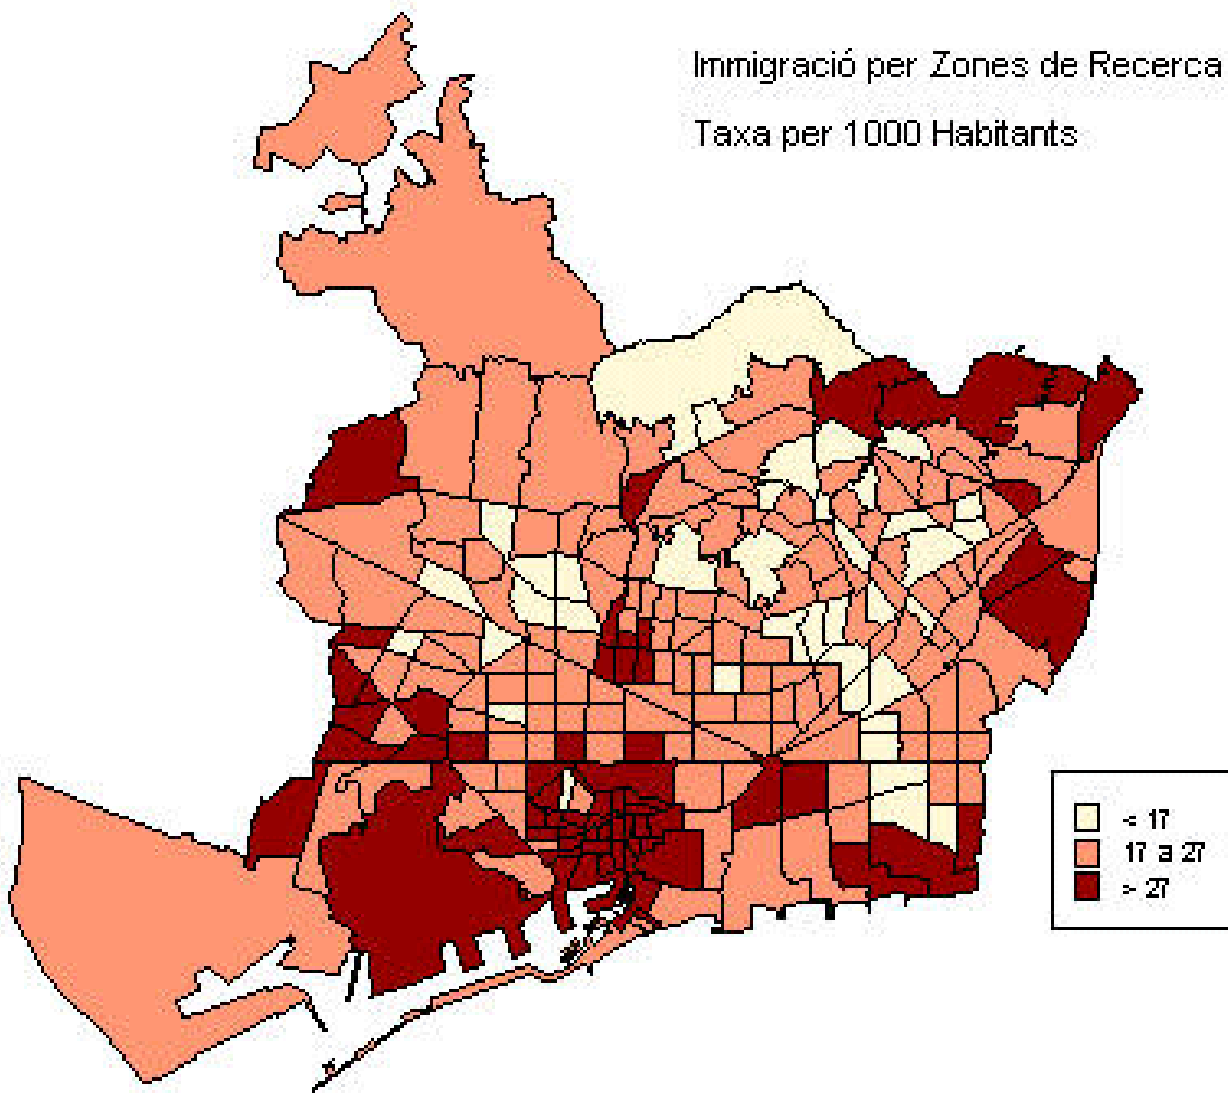 Immigració per Zones de Recerca
Taxa per 1000 Habitants
< 17
17 a 27
> 27